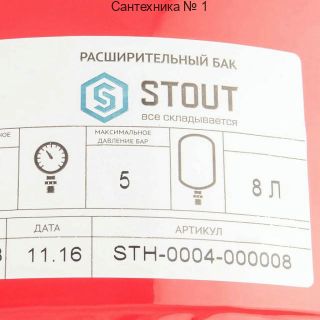 Сантехника № 1
РАСШИРИТЕЛЬНЫЙ БАК
STOUT
все складывается
МАКСИМАЛЬНОЕ
ДАВЛЕНИЕ БАР
5
8 Л
ДАТА
АРТИКУЛ
11.16
STH-0004-000008